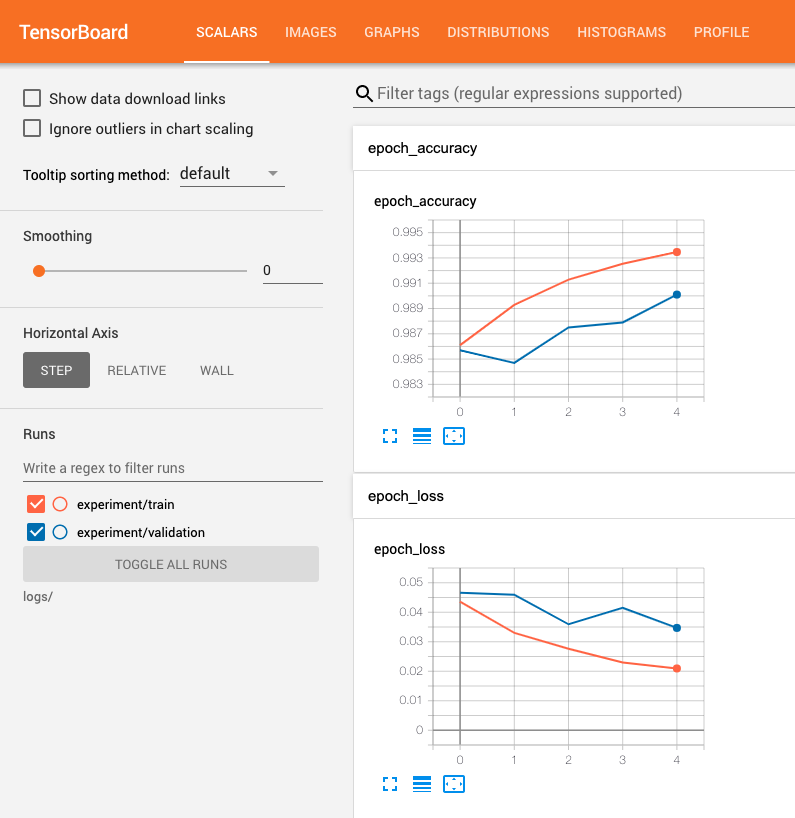 TensorBoard SCALARS IMAGES GRAPHS DISTRIBUTIONS HISTOGRAMS PROFILE
Show data download links
Ignore outliers in chart scaling
Tooltip sorting method: default
Smoothing
0
Horizontal Axis
STEP RELATIVE WALL
Runs
Write a regex to filter runs
experiment/train
experiment/validation
TOGGLE ALL RUNS
logs/
Filter tags (regular expressions supported)
epoch_accuracy
epoch_accuracy
0.995
0.993
0.991
0.989
0.987
0.985
0.983
0 1 2 3 4
epoch_loss
epoch_loss
0.05
0.04
0.03
0.02
0.01
0
0 1 2 3 4